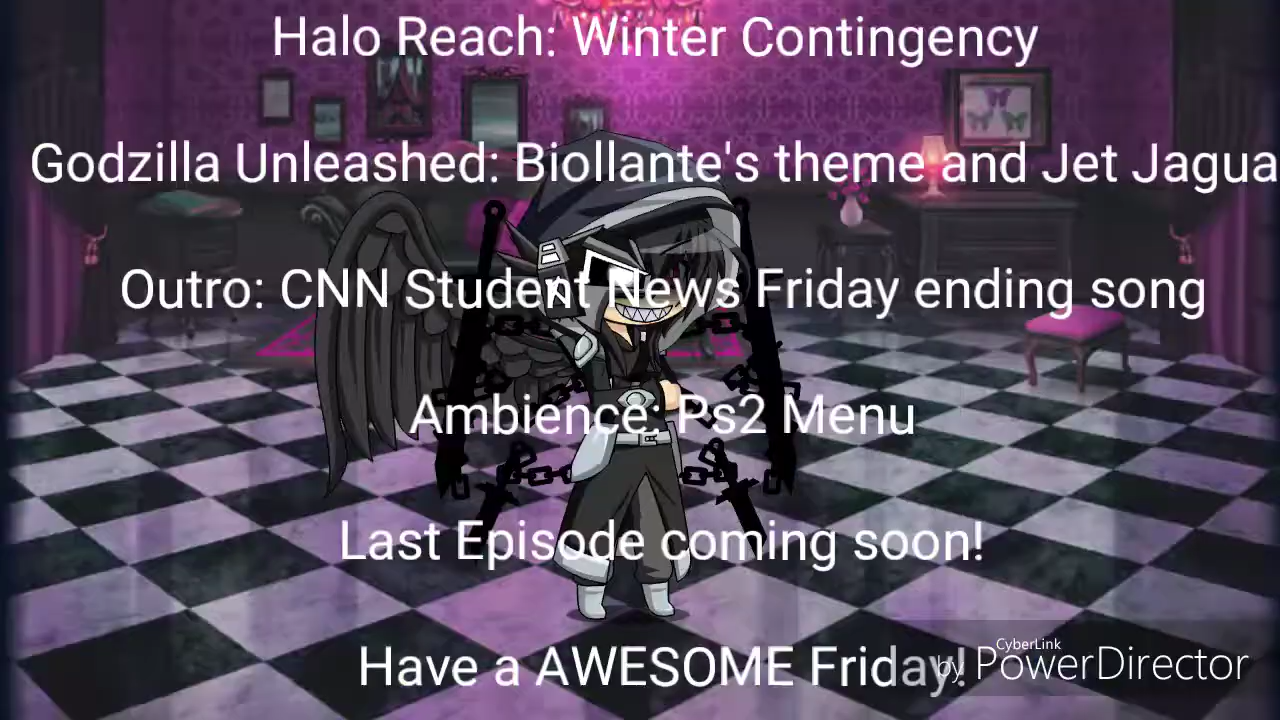 Halo Reach: Winter Contingency
Godzilla Unleashed: Biollante's theme and Jet Jagua
Outro: CNN Student News Friday ending song
Ambience: Ps2 Menu
Last Episode coming soon!
Have a AWESOME Friday!
CyberLink
by PowerDirector